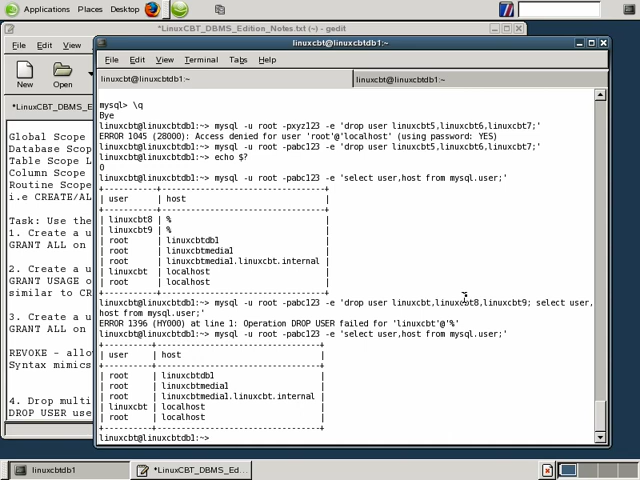 Applications Places Desktop
*LinuxCBT_DBMS_Edition_Notes.txt (~) - gedit
File Edit View
New Open
*LinuxCBT_DBMS_Edition_No
Global Scope
Database Scop
Table Scope L
Column Scope
Routine Scope
i.e CREATE/AL
Task: Use the
1. Create a u
GRANT ALL on
2. Create a u
GRANT USAGE o
similar to CR
3. Create a u
GRANT ALL on
REVOKE - allo
Syntax mimics
4. Drop multi
DROP USER use
linuxcbt@linuxcbtdb1:~
File Edit View Terminal Tabs Help
linuxcbt@linuxcbtdb1:~ linuxcbt@linuxcbtdb1:~
mysql> \q
Bye
linuxcbt@linuxcbtdb1:~> mysql -u root -pxyz123 -e 'drop user linuxcbt5,linuxcbt6,linuxcbt7;'
ERROR 1045 (28000): Access denied for user 'root'@'localhost' (using password: YES)
linuxcbt@linuxcbtdb1:~> mysql -u root -pabc123 -e 'drop user linuxcbt5,linuxcbt6,linuxcbt7;'
linuxcbt@linuxcbtdb1:~> echo $?
0
linuxcbt@linuxcbtdb1:~> mysql -u root -pabc123 -e 'select user,host from mysql.user;'
+-----------+------------------------------+
| user | host |
+-----------+------------------------------+
| linuxcbt8 | % |
| linuxcbt9 | % |
| root | linuxcbtdb1 |
| root | linuxcbtmedia1 |
| root | linuxcbtmedia1.linuxcbt.internal |
| linuxcbt | localhost |
| root | localhost |
+-----------+------------------------------+
linuxcbt@linuxcbtdb1:~> mysql -u root -pabc123 -e 'drop user linuxcbt,linuxcbt8,linuxcbt9; select user,
host from mysql.user;'
ERROR 1396 (HY000) at line 1: Operation DROP USER failed for 'linuxcbt'@'%'
linuxcbt@linuxcbtdb1:~> mysql -u root -pabc123 -e 'select user,host from mysql.user;'
+----------+------------------------------+
| user | host |
+----------+------------------------------+
| root | linuxcbtdb1 |
| root | linuxcbtmedia1 |
| root | linuxcbtmedia1.linuxcbt.internal |
| linuxcbt | localhost |
| root | localhost |
+----------+------------------------------+
linuxcbt@linuxcbtdb1:~>
linuxcbtdb1 *LinuxCBT_DBMS_Ed...